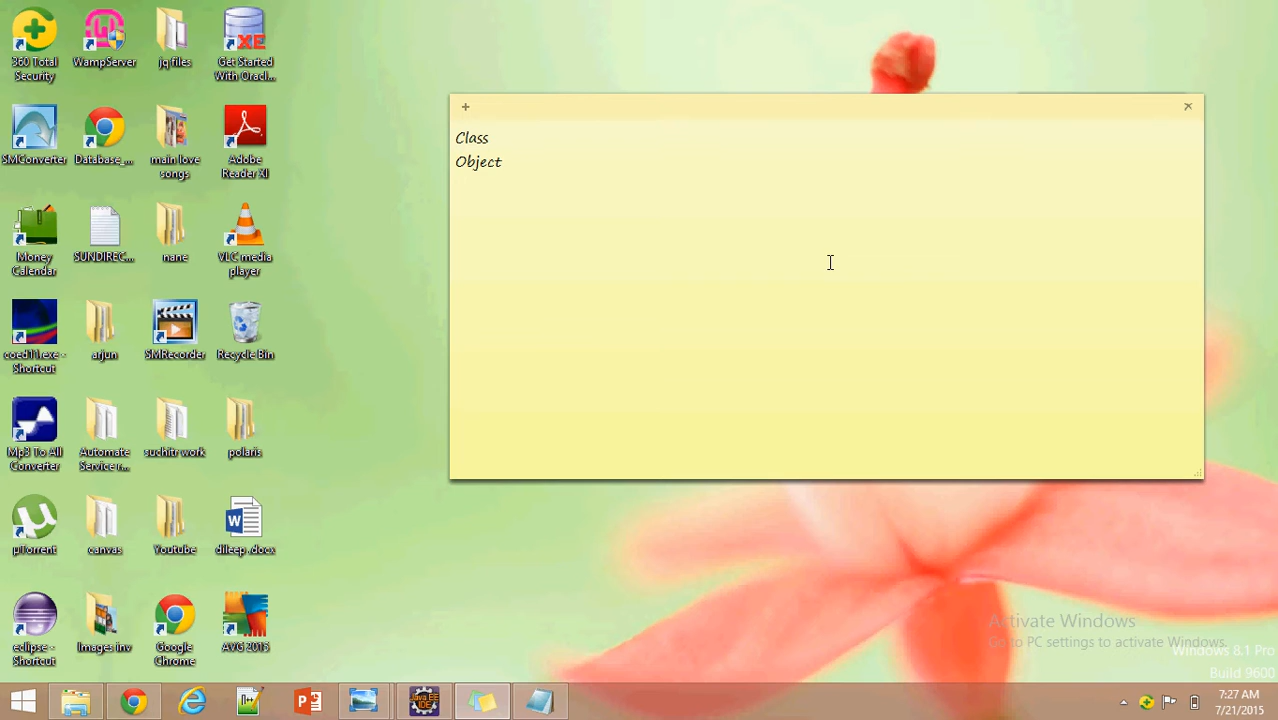 360 Total
Security
WampServer
jq files
Get Started
With Oracl...
SMConverter
Database_...
main love
songs
Adobe
Reader XI
Money
Calendar
SUNDIREC...
nane
VLC media
player
coed11.exe -
Shortcut
arjun
SMRecorder
Recycle Bin
Mp3 To All
Converter
Automate
Service r...
suchitr work
polaris
µTorrent
canvas
Youtube
dileep .docx
eclipse -
Shortcut
Images inv
Google
Chrome
AVG 2015
+
×
Class
Object
Activate Windows
Go to PC settings to activate Windows.
Windows 8.1 Pro
Build 9600
Java EE
IDE
7:27 AM
7/21/2015